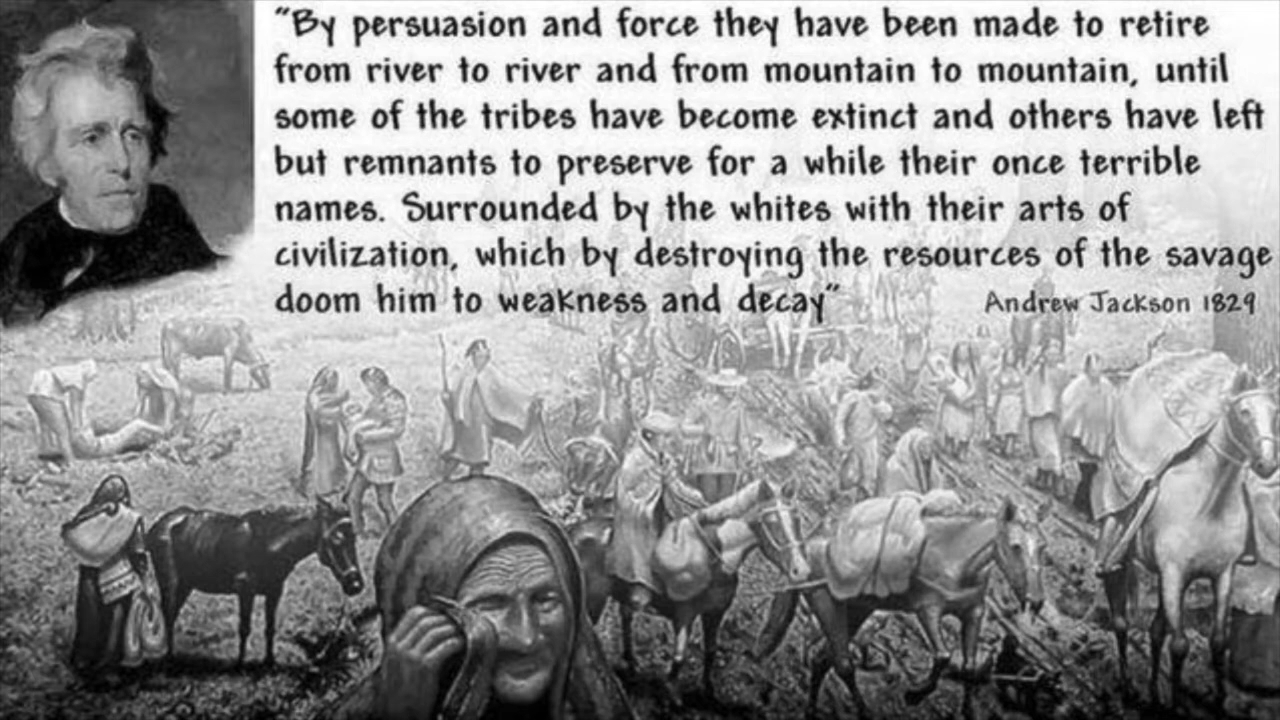 “By persuasion and force they have been made to retire
from river to river and from mountain to mountain, until
some of the tribes have become extinct and others have left
but remnants to preserve for a while their once terrible
names. Surrounded by the whites with their arts of
civilization, which by destroying the resources of the savage
doom him to weakness and decay”
Andrew Jackson 1829